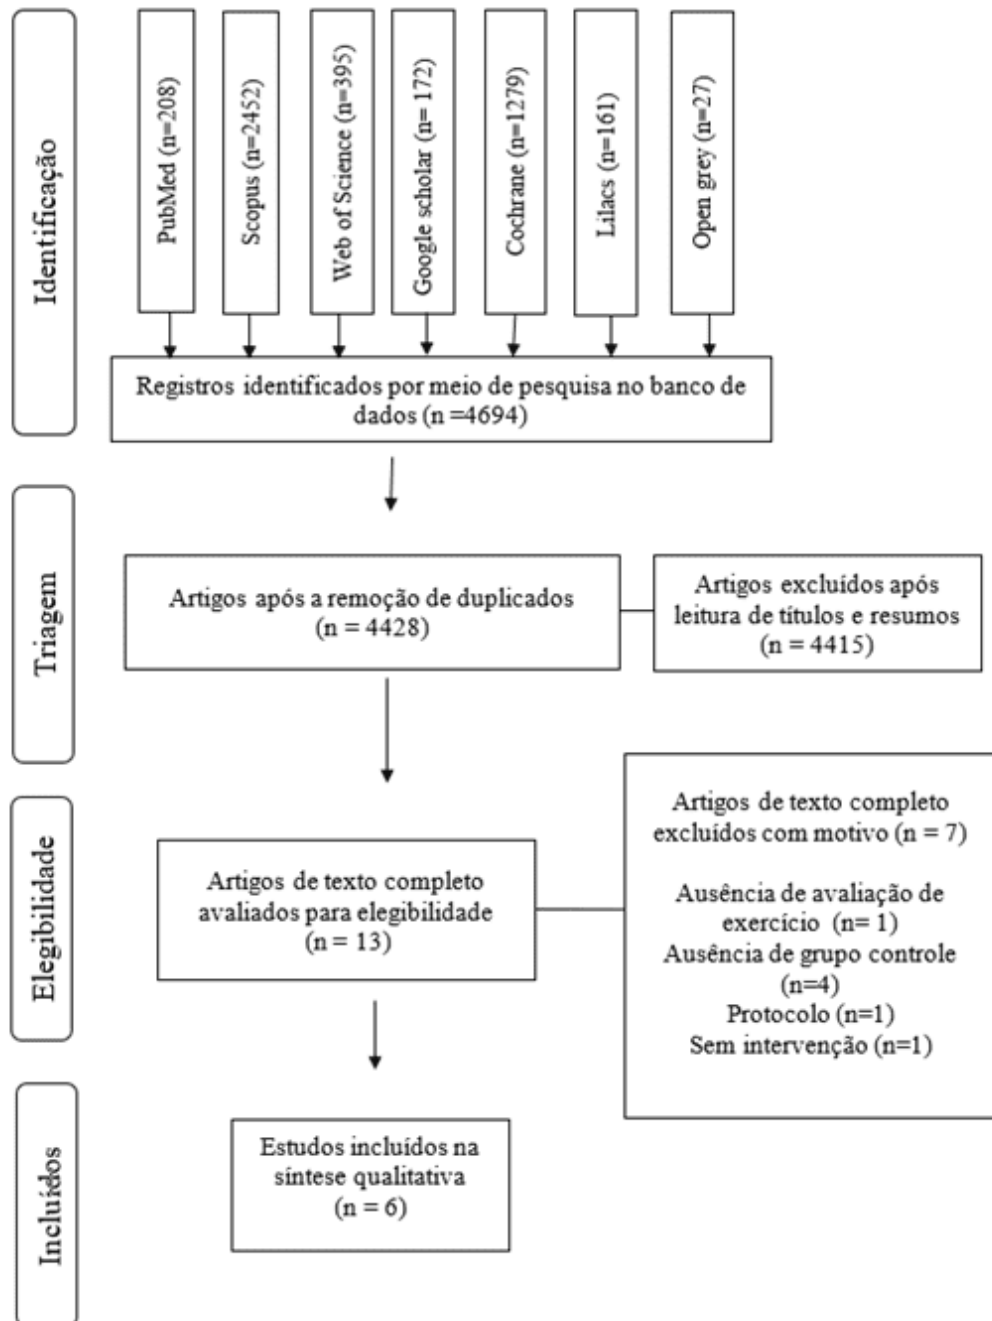 Identificação
PubMed (n=208)
Scopus (n=2452)
Web of Science (n=395)
Google scholar (n= 172)
Cochrane (n=1279)
Lilacs (n=161)
Open grey (n=27)
Registros identificados por meio de pesquisa no banco de
dados (n =4694)
Triagem
Artigos após a remoção de duplicados
(n = 4428)
Artigos excluídos após
leitura de títulos e resumos
(n = 4415)
Elegibilidade
Artigos de texto completo
avaliados para elegibilidade
(n = 13)
Artigos de texto completo
excluídos com motivo (n = 7)
Ausência de avaliação de
exercício (n= 1)
Ausência de grupo controle
(n=4)
Protocolo (n=1)
Sem intervenção (n=1)
Incluídos
Estudos incluídos na
síntese qualitativa
(n = 6)